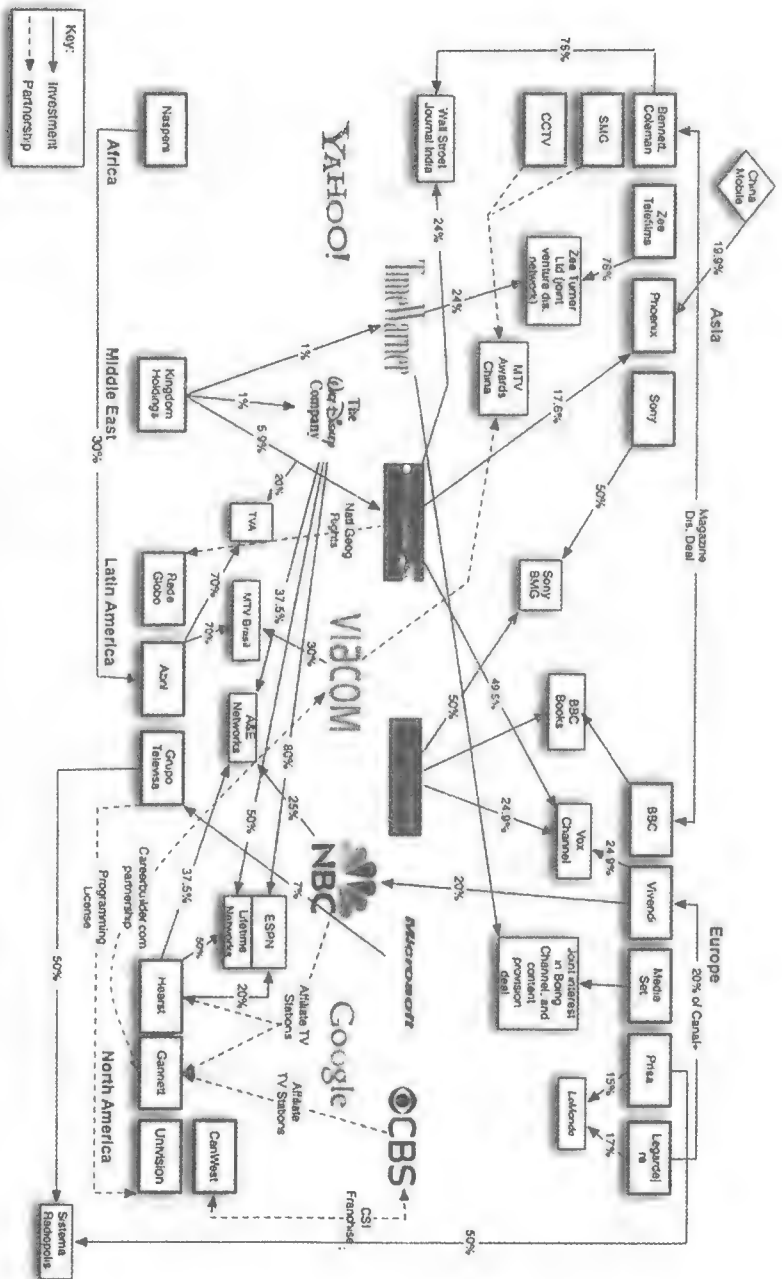 Asia
Europe
China
Mobile
19.9%
Magazine
Dis. Deal
20% of Canal+
Bennett,
Coleman
Zee
Telefilms
Phoenix
Sony
BBC
Vivendi
Media
Set
Prisa
Legardej
re
SMG
CCTV
76%
76%
17.6%
50%
24.9%
15%
17%
LeMonde
Zee Turner
Ltd (joint
venture dis.
network)
MTV
Awards
China
Sony
BMG
BBC
Books
Vox
Channel
Joint interest
in Boing
Channel, and
content
provision
deal
Wall Street
Journal India
24%
24%
49.5%
50%
24.9%
20%
50%
YAHOO!
TimeWarner
The
Walt Disney
Company
VIACOM
NBC
Microsoft
Google
CBS
1%
1%
5.9%
20%
Natl Geog
Rights
37.5%
30%
80%
50%
25%
7%
Affiliate TV
Stations
Affiliate
TV Stations
CSI
Franchise
TVA
70%
70%
MTV Brasil
A&E
Networks
ESPN
Lifetime
Networks
37.5%
50%
20%
Careerbuilder.com
partnership
Programming
License
Naspers
Kingdom
Holdings
Rede
Globo
Abril
Grupo
Televisa
Hearst
Gannett
CanWest
Univision
Sistema
Radiopolis
Africa
Middle East
Latin America
North America
30%
50%
Key:
Investment
Partnership